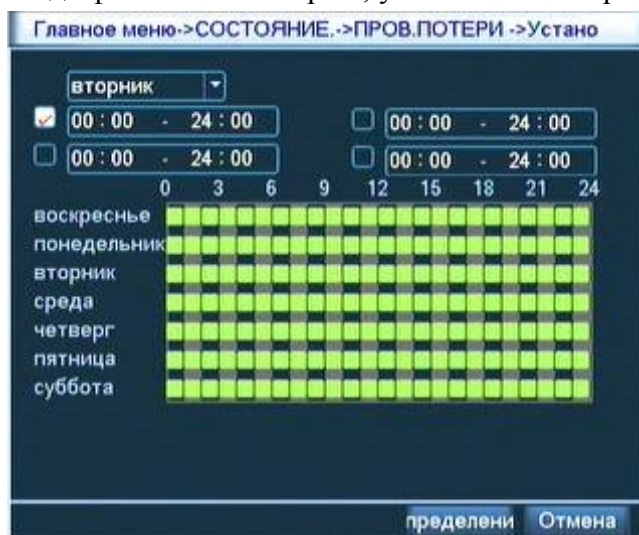 Главное меню->СОСТОЯНИЕ.->ПРОВ.ПОТЕРИ ->Устано
вторник
00 : 00 - 24 : 00 00 : 00 - 24 : 00
00 : 00 - 24 : 00 00 : 00 - 24 : 00
0 3 6 9 12 15 18 21 24
воскреснье
понедельник
вторник
среда
четверг
пятница
суббота
пределени Отмена